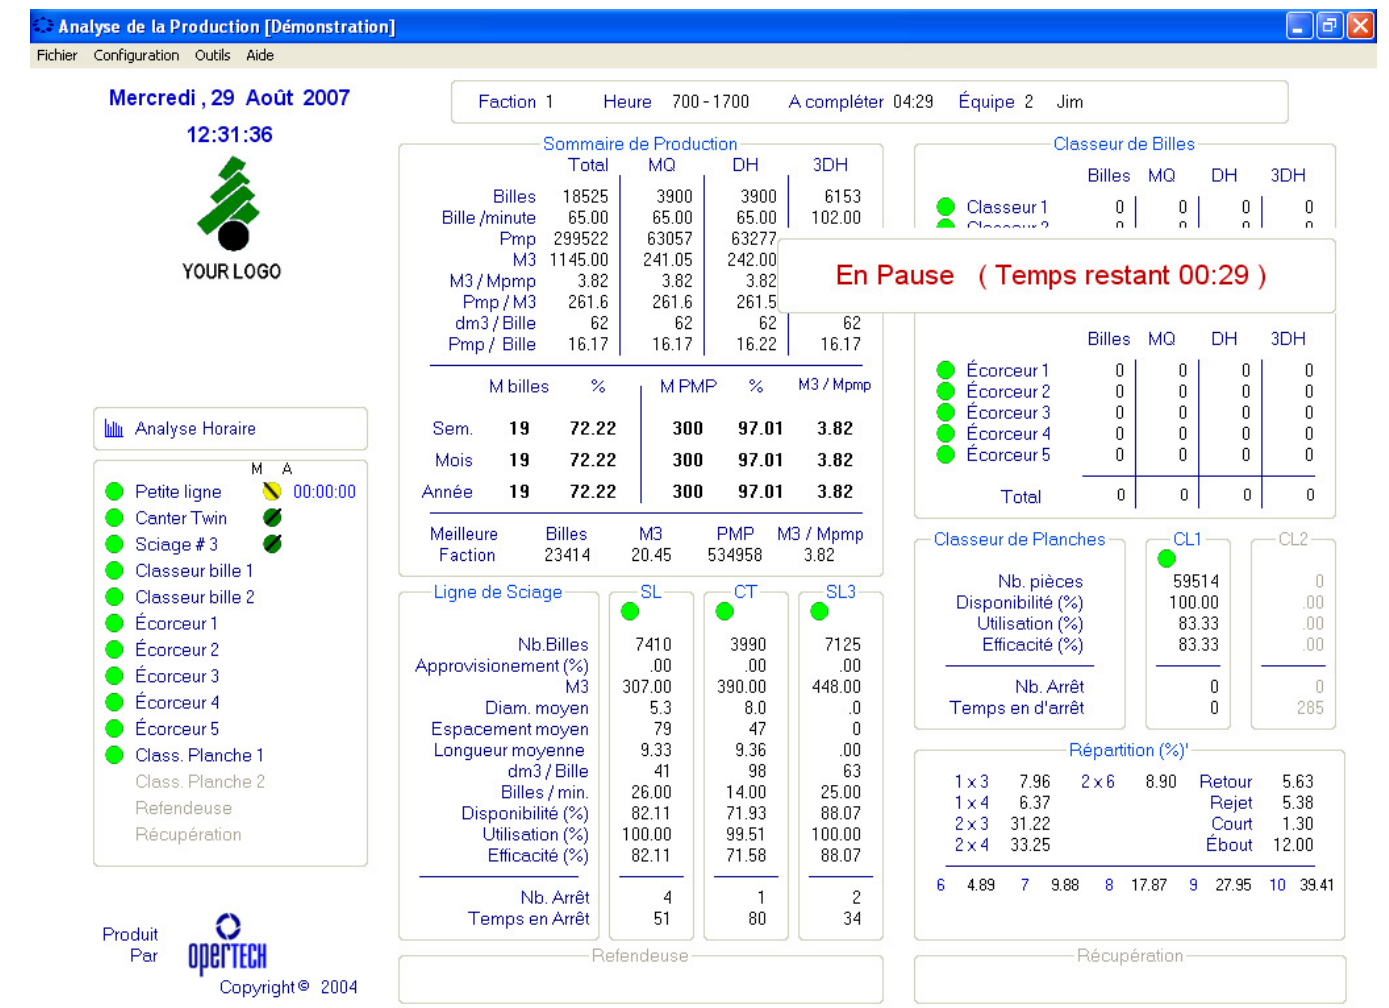 Analyse de la Production [Démonstration]
Fichier Configuration Outils Aide
Mercredi , 29 Août 2007
12:31:36
YOUR LOGO
Faction 1 Heure 700 - 1700 A compléter 04:29 Équipe 2 Jim
Sommaire de Production
Total MQ DH 3DH
Billes 18525 3900 3900 6153
Bille /minute 65.00 65.00 65.00 102.00
Pmp 299522 63057 63277
M3 1145.00 241.05 242.00
M3 / Mpmp 3.82 3.82 3.82
Pmp / M3 261.6 261.6 261.5
dm3 / Bille 62 62 62 62
Pmp / Bille 16.17 16.17 16.22 16.17
M billes % M PMP % M3 / Mpmp
Sem. 19 72.22 300 97.01 3.82
Mois 19 72.22 300 97.01 3.82
Année 19 72.22 300 97.01 3.82
Meilleure Billes M3 PMP M3 / Mpmp
Faction 23414 20.45 534958 3.82
Classeur de Billes
Billes MQ DH 3DH
Classeur 1 0 0 0 0
Classeur 2 0 0 0 0
En Pause ( Temps restant 00:29 )
Billes MQ DH 3DH
Écorceur 1 0 0 0 0
Écorceur 2 0 0 0 0
Écorceur 3 0 0 0 0
Écorceur 4 0 0 0 0
Écorceur 5 0 0 0 0
Total 0 0 0 0
Analyse Horaire
M A
Petite ligne 00:00:00
Canter Twin
Sciage # 3
Classeur bille 1
Classeur bille 2
Écorceur 1
Écorceur 2
Écorceur 3
Écorceur 4
Écorceur 5
Class. Planche 1
Class. Planche 2
Refendeuse
Récupération
Ligne de Sciage SL CT SL3
Nb.Billes 7410 3990 7125
Approvisionement (%) .00 .00 .00
M3 307.00 390.00 448.00
Diam. moyen 5.3 8.0 .0
Espacement moyen 79 47 0
Longueur moyenne 9.33 9.36 .00
dm3 / Bille 41 98 63
Billes / min. 26.00 14.00 25.00
Disponibilité (%) 82.11 71.93 88.07
Utilisation (%) 100.00 99.51 100.00
Efficacité (%) 82.11 71.58 88.07
Nb. Arrêt 4 1 2
Temps en Arrêt 51 80 34
Classeur de Planches CL1 CL2
Nb. pièces 59514 0
Disponibilité (%) 100.00 .00
Utilisation (%) 83.33 .00
Efficacité (%) 83.33 .00
Nb. Arrêt 0 0
Temps en d'arrêt 0 285
Répartition (%)'
1 x 3 7.96 2 x 6 8.90 Retour 5.63
1 x 4 6.37 Rejet 5.38
2 x 3 31.22 Court 1.30
2 x 4 33.25 Ébout 12.00
6 4.89 7 9.88 8 17.87 9 27.95 10 39.41
Refendeuse
Récupération
Produit
Par
OPERTECH
Copyright© 2004